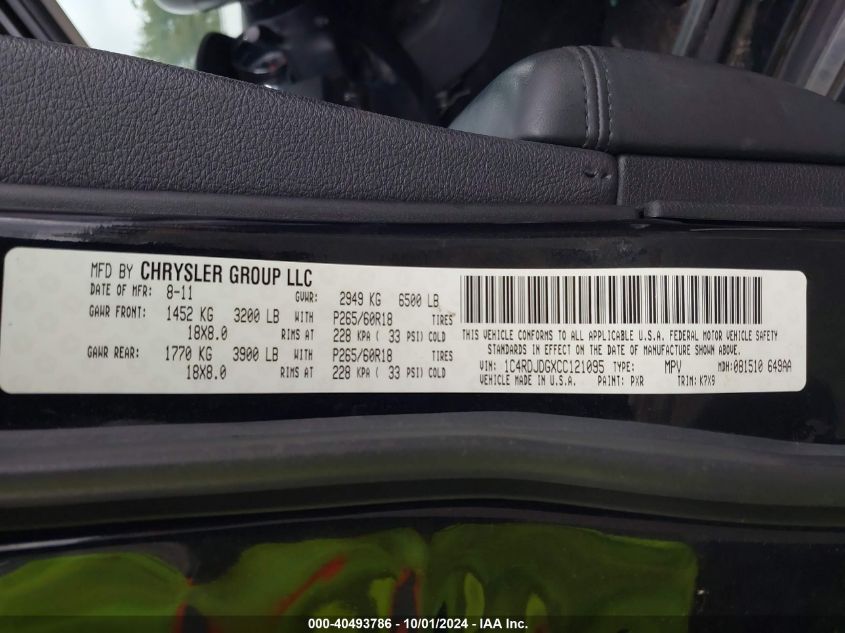 MFD BY CHRYSLER GROUP LLC
DATE OF MFR: 8-11 GVWR: 2949 KG 6500 LB
GAWR FRONT: 1452 KG 3200 LB WITH P265/60R18 TIRES
18X8.0 RIMS AT 228 KPA ( 33 PSI) COLD
GAWR REAR: 1770 KG 3900 LB WITH P265/60R18 TIRES
18X8.0 RIMS AT 228 KPA ( 33 PSI) COLD
THIS VEHICLE CONFORMS TO ALL APPLICABLE U.S.A. FEDERAL MOTOR VEHICLE SAFETY
STANDARDS IN EFFECT ON THE DATE OF MANUFACTURE SHOWN ABOVE.
VIN: 1C4RDJDGXCC121095 TYPE: MPV MDH: 081510 649AA
VEHICLE MADE IN U.S.A. PAINT: PXR TRIM: K7X9
000-40493786 - 10/01/2024 - IAAI, Inc.